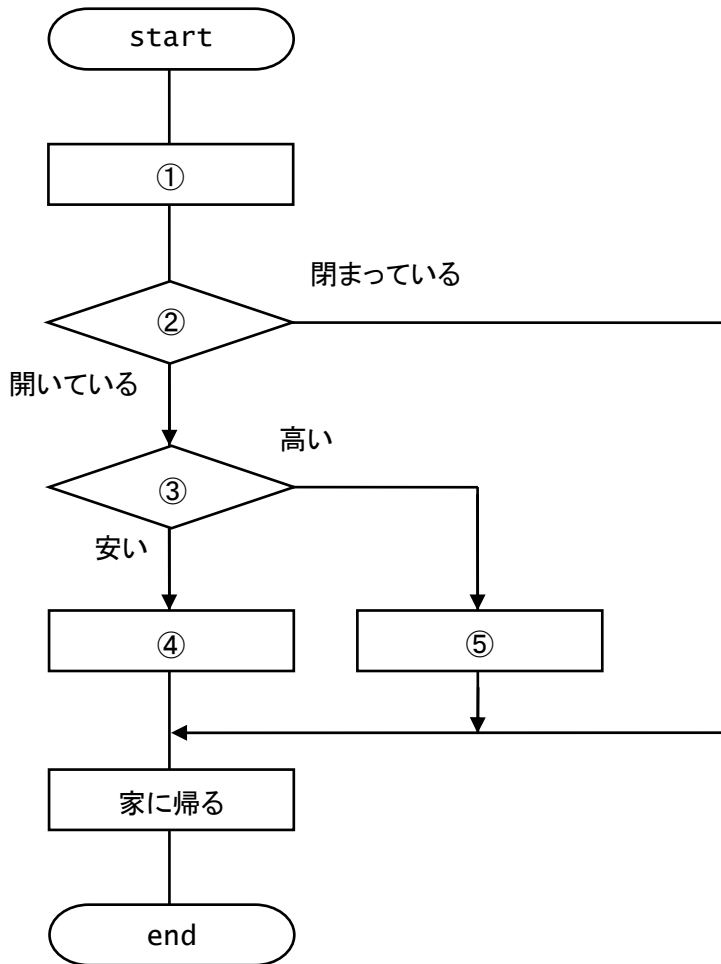 start
①
閉まっている
②
開いている
高い
③
安い
④
⑤
家に帰る
end